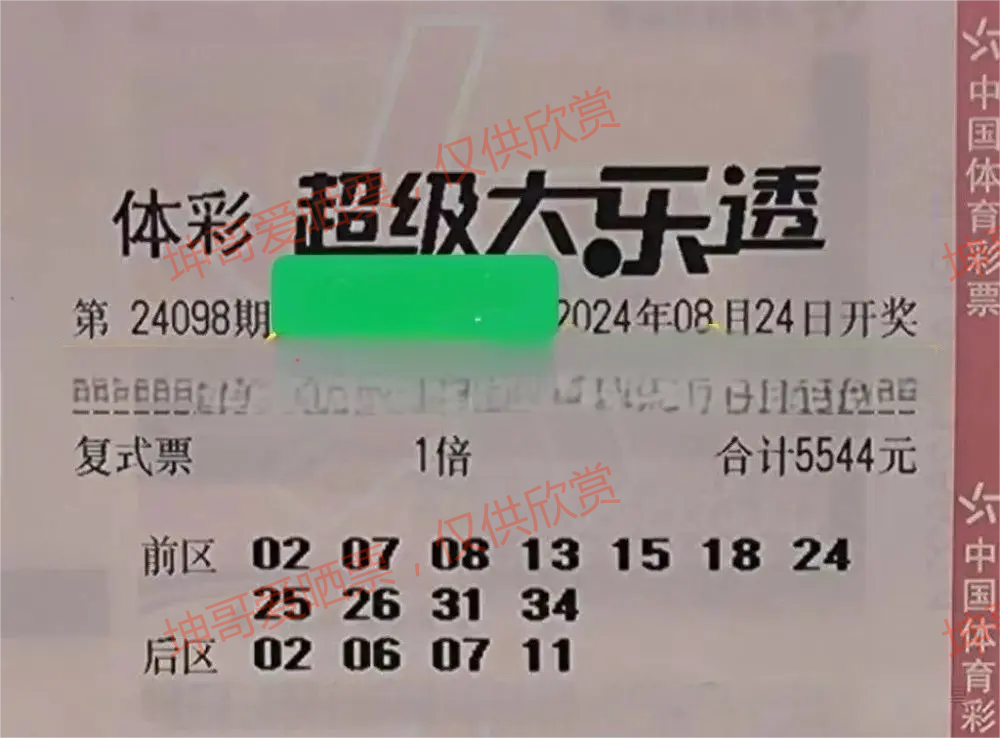 体彩 超级大乐透
第 24098期 2024年08月24日开奖
复式票 1倍 合计5544元
前区 02 07 08 13 15 18 24
25 26 31 34
后区 02 06 07 11
坤哥爱晒票,仅供欣赏
坤哥爱晒票,仅供欣赏
中国体育彩票
中国体育彩